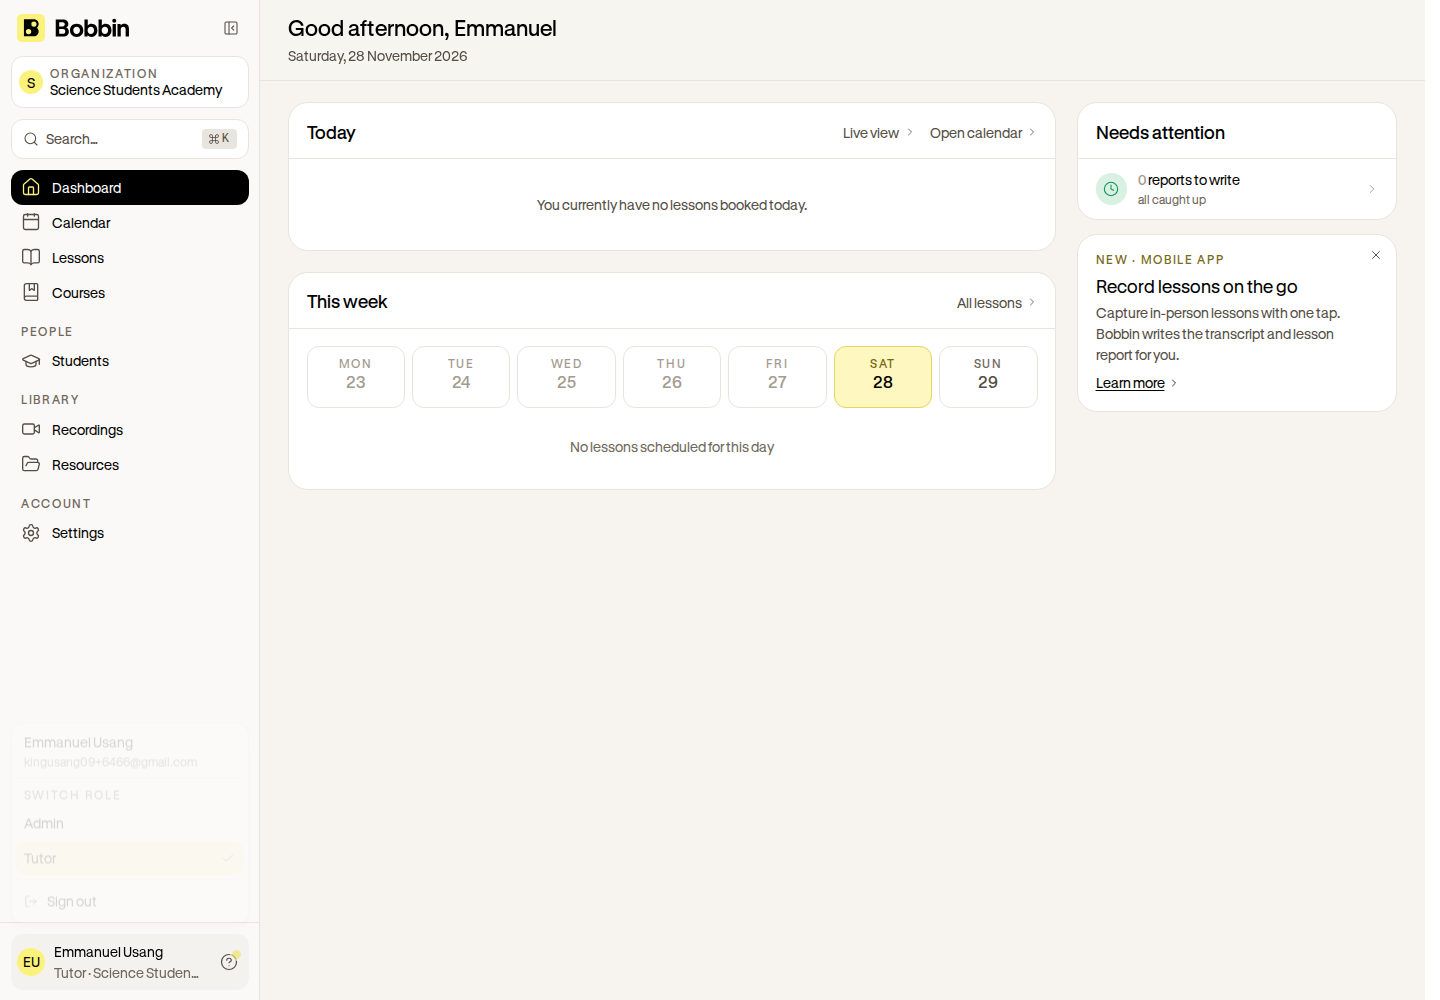 Bobbin
ORGANIZATION
S
Science Students Academy
Search...
⌘ K
Dashboard
Calendar
Lessons
Courses
PEOPLE
Students
LIBRARY
Recordings
Resources
ACCOUNT
Settings
Emmanuel Usang
kingusang09+6466@gmail.com
SWITCH ROLE
Admin
Tutor
Sign out
EU
Emmanuel Usang
Tutor · Science Studen...
Good afternoon, Emmanuel
Saturday, 28 November 2026
Today
Live view
Open calendar
You currently have no lessons booked today.
This week
All lessons
MON TUE WED THU FRI SAT SUN
23 24 25 26 27 28 29
No lessons scheduled for this day
Needs attention
0 reports to write
all caught up
NEW · MOBILE APP
Record lessons on the go
Capture in-person lessons with one tap.
Bobbin writes the transcript and lesson
report for you.
Learn more